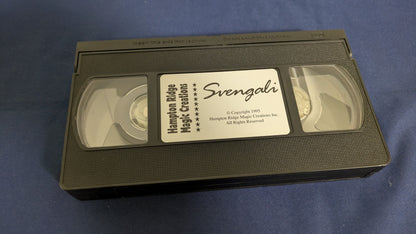 Hampton Ridge
Magic Creations
Svengali
© Copyright 1995
Hampton Ridge Magic Creations Inc.
All Rights Reserved